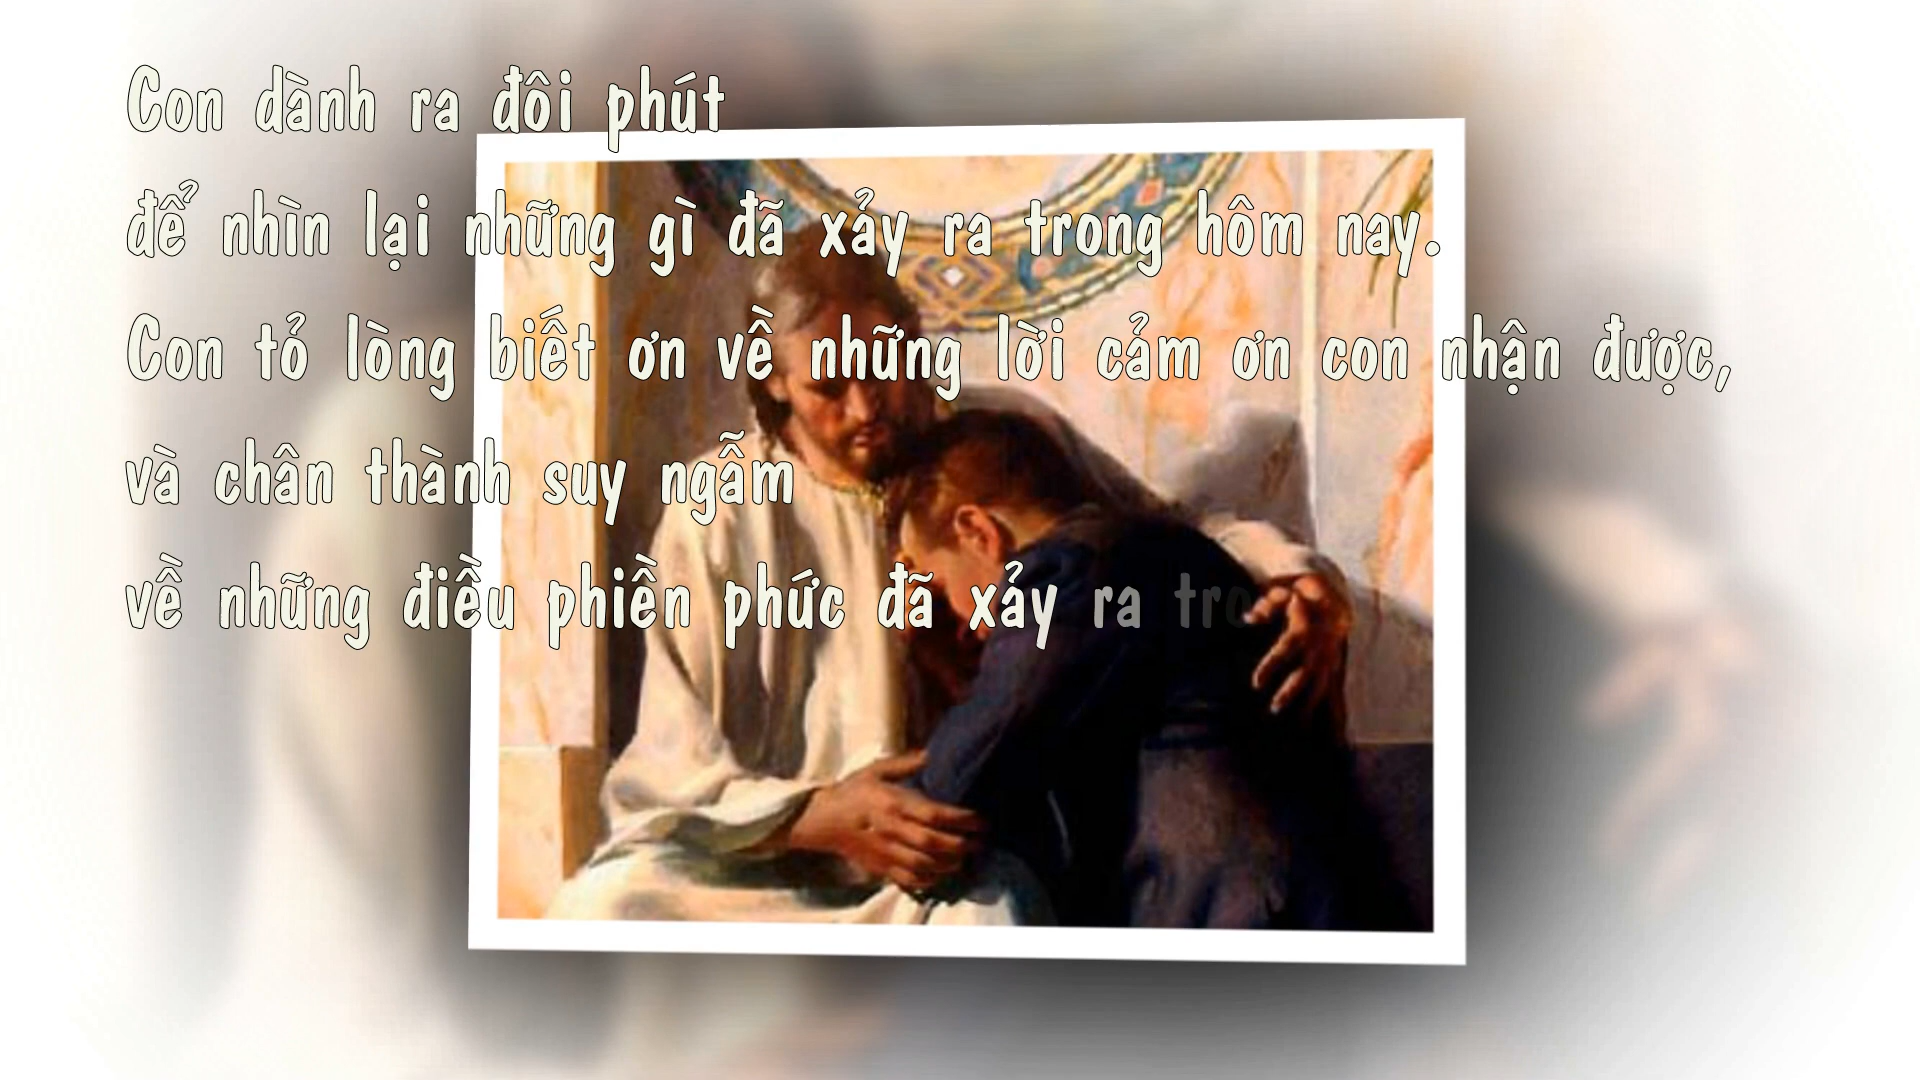 Con dành ra đôi phút
để nhìn lại những gì đã xảy ra trong hôm nay.
Con tỏ lòng biết ơn về những lời cảm ơn con nhận được,
và chân thành suy ngẫm
về những điều phiền phức đã xảy ra